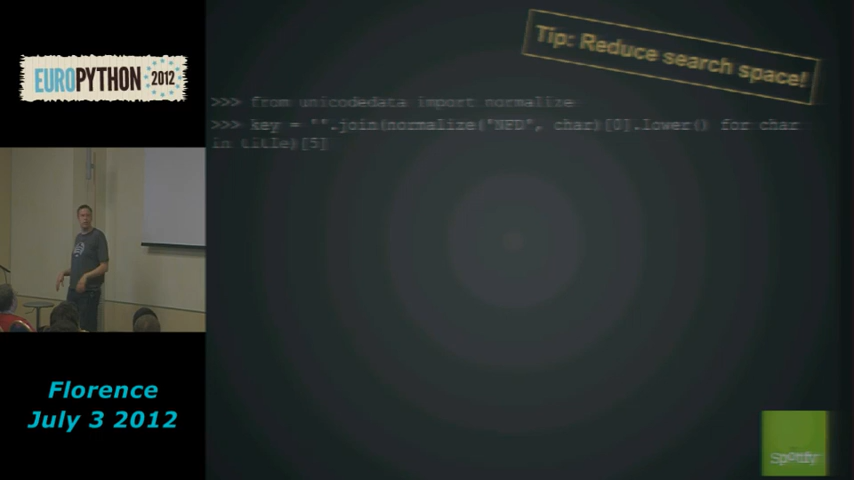 EUROPYTHON 2012
Tip: Reduce search space!
>>> from unicodedata import normalize
>>> key = "".join(normalize("NFD", char)[0].lower() for char
in title)[5]
Florence
July 3 2012
Spotify